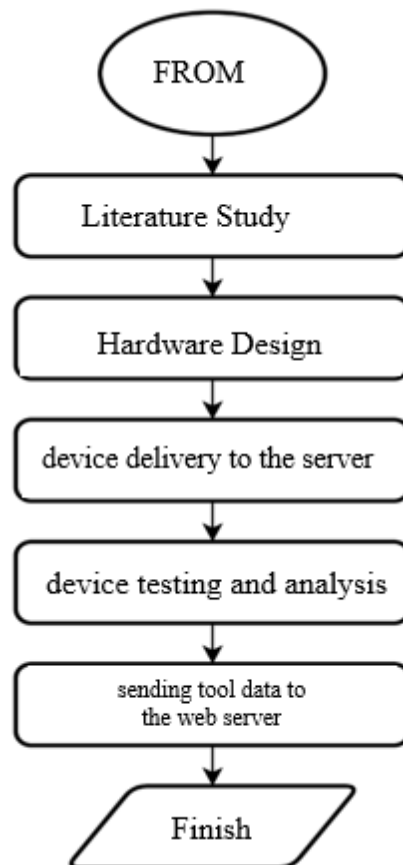 FROM
Literature Study
Hardware Design
device delivery to the server
device testing and analysis
sending tool data to
the web server
Finish